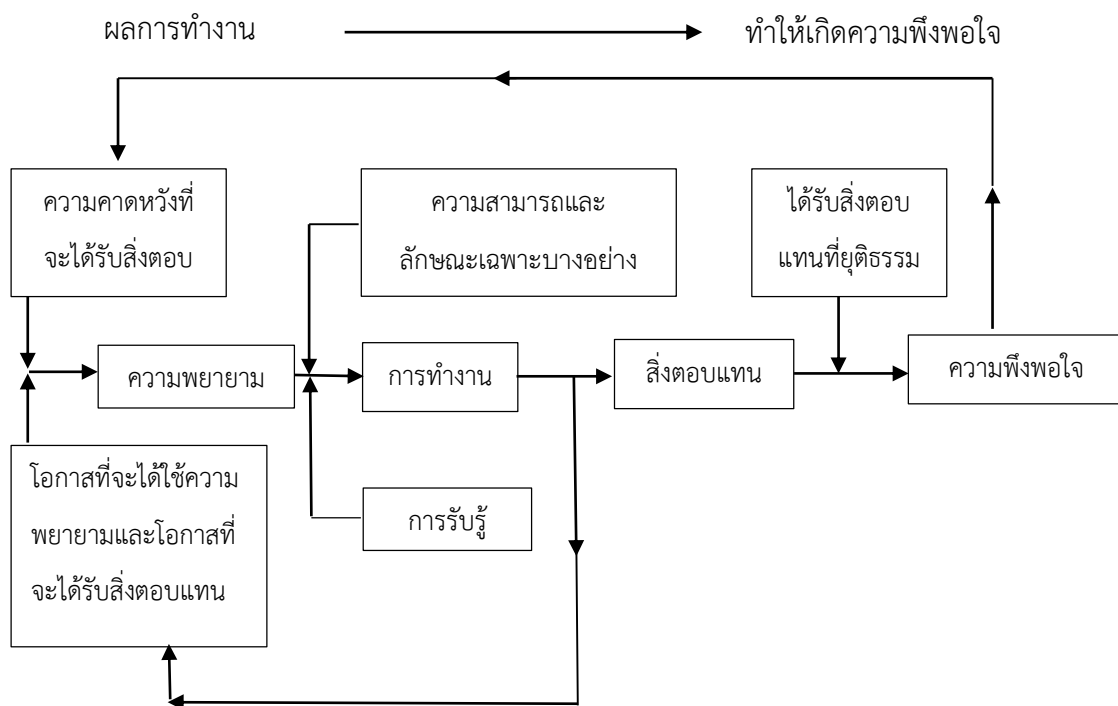 ผลการทำงาน
ทำให้เกิดความพึงพอใจ
ความคาดหวังที่
จะได้รับสิ่งตอบ
ความสามารถและ
ลักษณะเฉพาะบางอย่าง
ได้รับสิ่งตอบ
แทนที่ยุติธรรม
ความพยายาม
การทำงาน
สิ่งตอบแทน
ความพึงพอใจ
โอกาสที่จะได้ใช้ความ
พยายามและโอกาสที่
จะได้รับสิ่งตอบแทน
การรับรู้